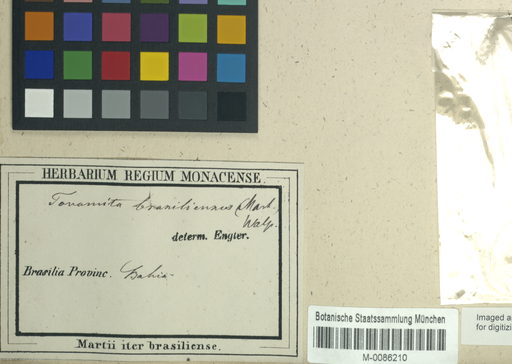 HERBARIUM REGIUM MONACENSE.
Tovomita brasiliensis (Mart.)
Walp.
determ. Engler.
Brasilia Provinc. Bahia
Martii iter brasiliense.
Botanische Staatssammlung München
M-0086210
Imaged
for digitizi